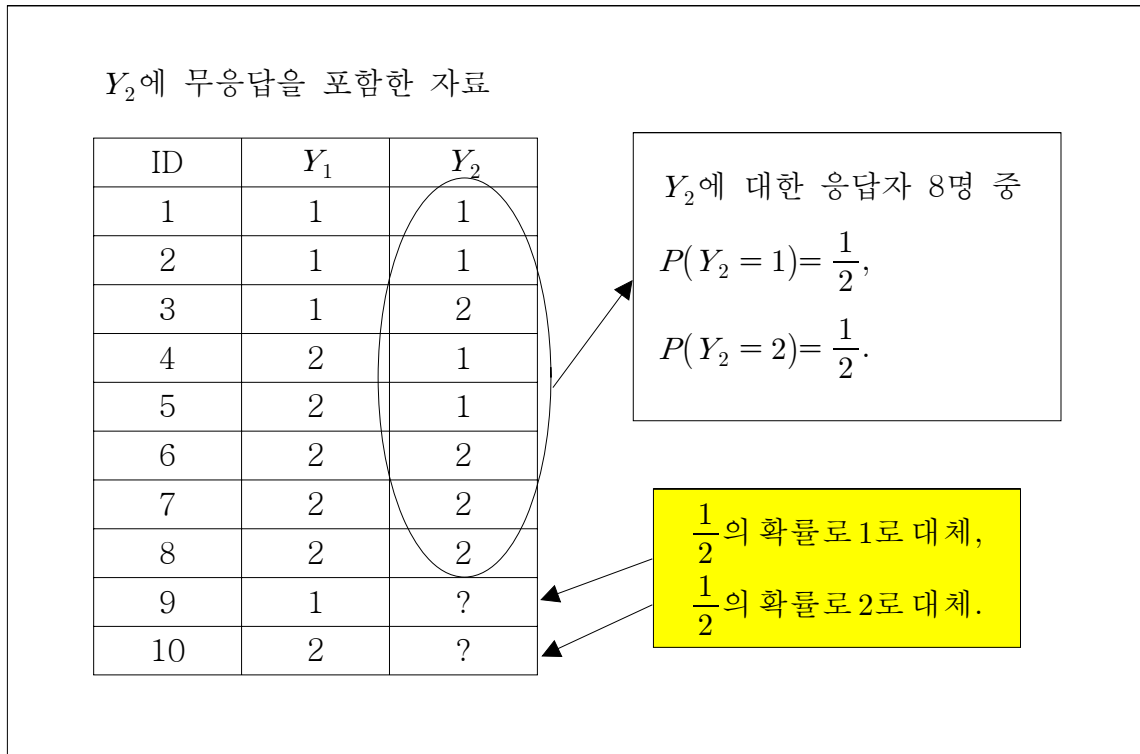 Y₂에 무응답을 포함한 자료
ID Y₁ Y₂
1 1 1
2 1 1
3 1 2
4 2 1
5 2 1
6 2 2
7 2 2
8 2 2
9 1 ?
10 2 ?
Y₂에 대한 응답자 8명 중
P(Y₂ = 1)= 1/2,
P(Y₂ = 2)= 1/2.
1/2의 확률로 1로 대체,
1/2의 확률로 2로 대체.